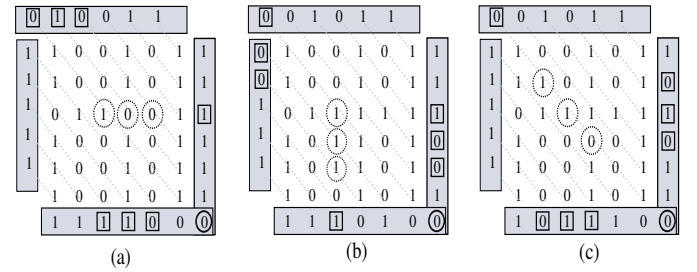 0 1 0 0 1 1
1 1 0 0 1 0 1 1
1 1 0 0 1 0 1 1
1 0 1 1 0 0 1 1
1 1 0 0 1 0 1 1
1 1 0 0 1 0 1 1
1 0 0 1 0 1 1
1 1 1 1 0 0 0
(a)
0 0 1 0 1 1
0 1 0 0 1 0 1 1
0 1 0 0 1 0 1 1
1 0 1 1 1 1 1 1
1 1 0 1 1 0 1 0
1 1 0 1 1 0 1 0
1 0 0 1 0 1 1
1 1 1 0 1 0 0
(b)
0 0 1 0 1 1
1 1 0 0 1 0 1 1
1 1 1 0 1 0 1 0
1 0 1 1 1 1 1 1
1 1 0 0 0 0 1 0
1 1 0 0 1 0 1 1
1 0 0 1 0 1 1
1 0 1 1 1 0 0
(c)